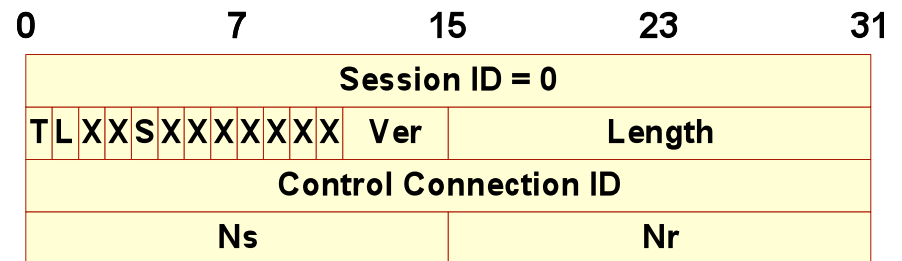 0 7 15 23 31
Session ID = 0
T L X X S X X X X X X X Ver Length
Control Connection ID
Ns Nr